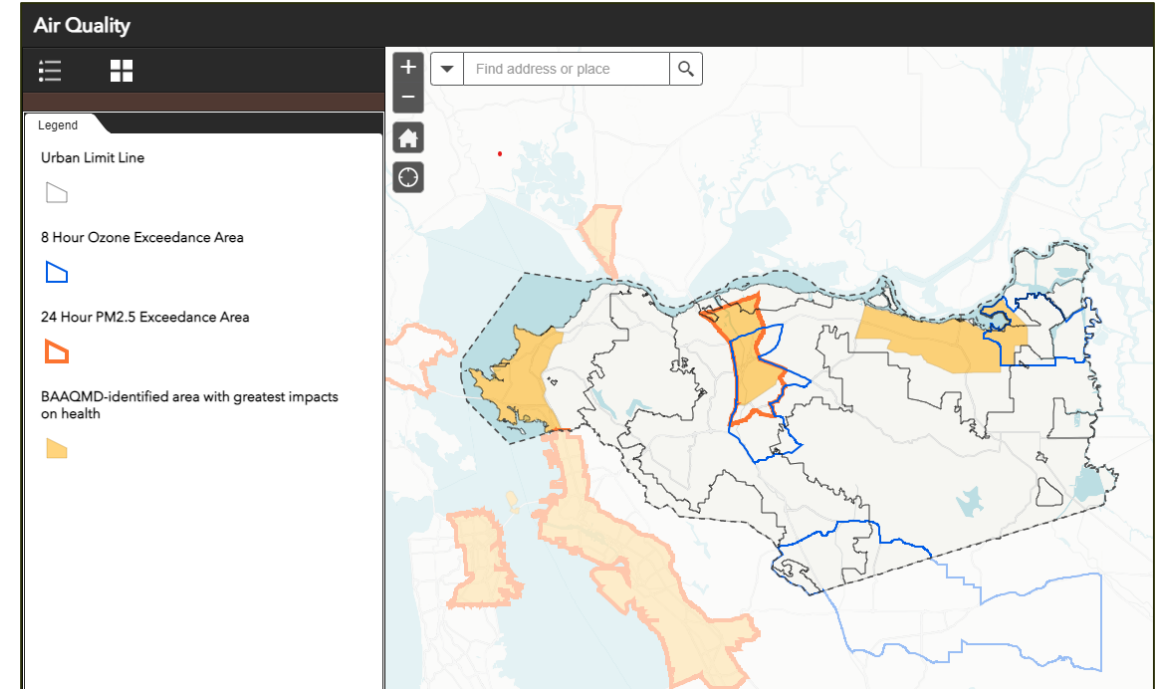 Air Quality
Find address or place
Legend
Urban Limit Line
8 Hour Ozone Exceedance Area
24 Hour PM2.5 Exceedance Area
BAAQMD-identified area with greatest impacts
on health